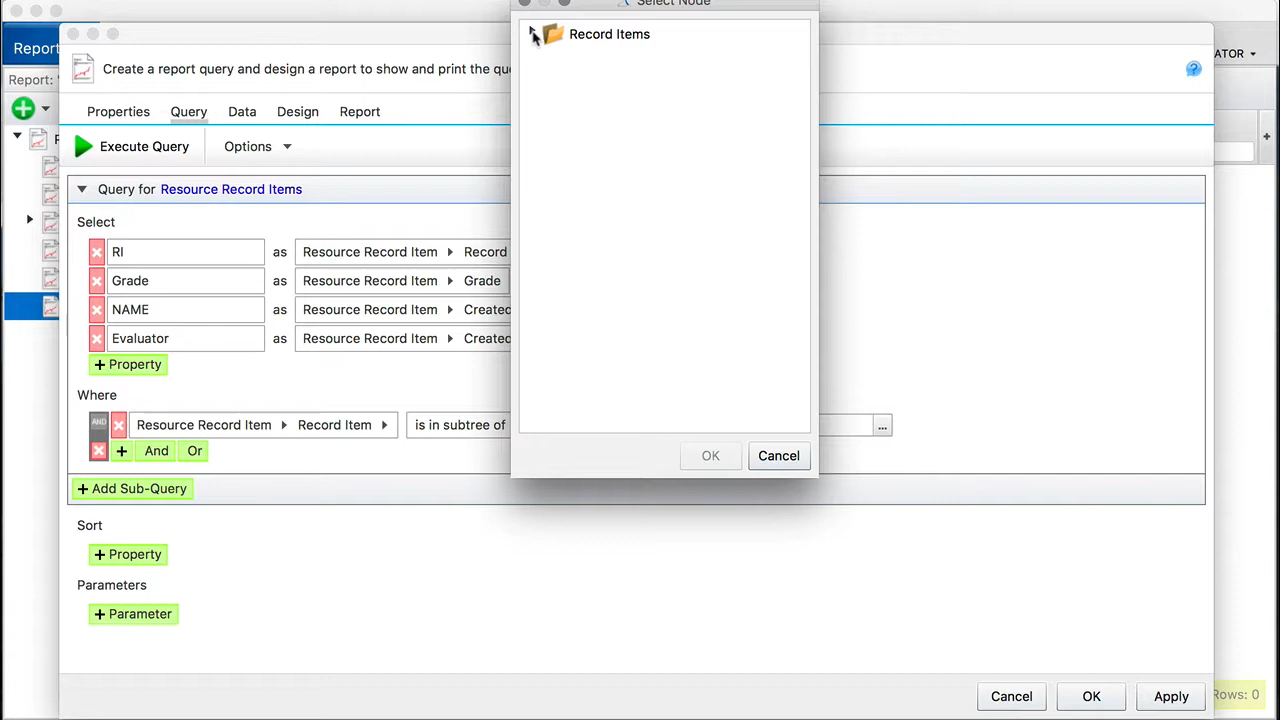 Select Node
Report
ATOR
Report:
Record Items
Create a report query and design a report to show and print the qu
Properties Query Data Design Report
Execute Query Options
Query for Resource Record Items
Select
RI as Resource Record Item Record
Grade as Resource Record Item Grade
NAME as Resource Record Item Created
Evaluator as Resource Record Item Created
+ Property
Where
AND Resource Record Item Record Item is in subtree of ...
+ And Or
OK Cancel
+ Add Sub-Query
Sort
+ Property
Parameters
+ Parameter
Cancel OK Apply
Rows: 0